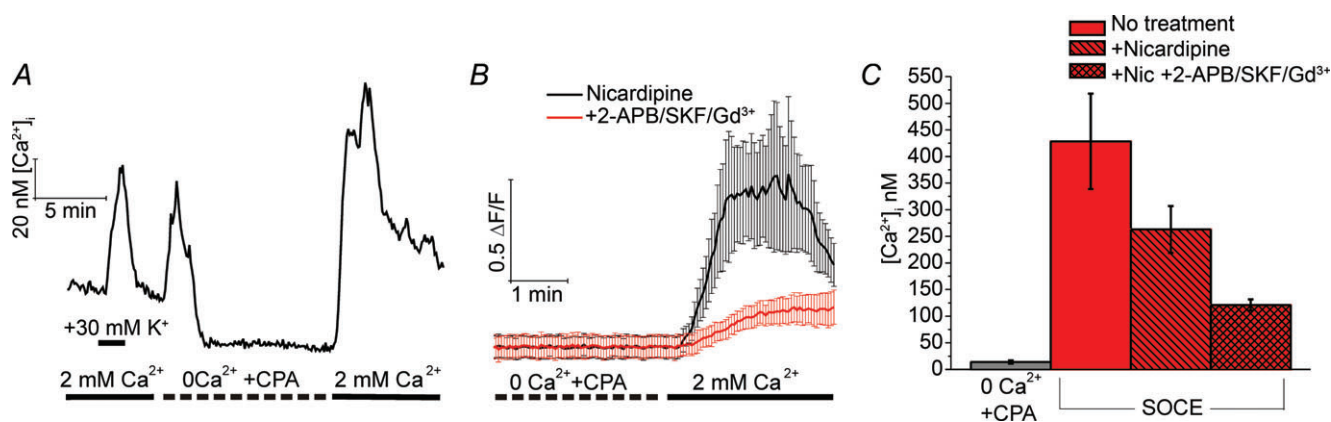 A
20 nM [Ca²⁺]ᵢ
5 min
+30 mM K⁺
2 mM Ca²⁺
0Ca²⁺ +CPA
2 mM Ca²⁺
B
Nicardipine
+2-APB/SKF/Gd³⁺
0.5 ΔF/F
1 min
0 Ca²⁺+CPA
2 mM Ca²⁺
C
No treatment
+Nicardipine
+Nic +2-APB/SKF/Gd³⁺
[Ca²⁺]ᵢ nM
550
500
450
400
350
300
250
200
150
100
50
0
0 Ca²⁺
+CPA
SOCE